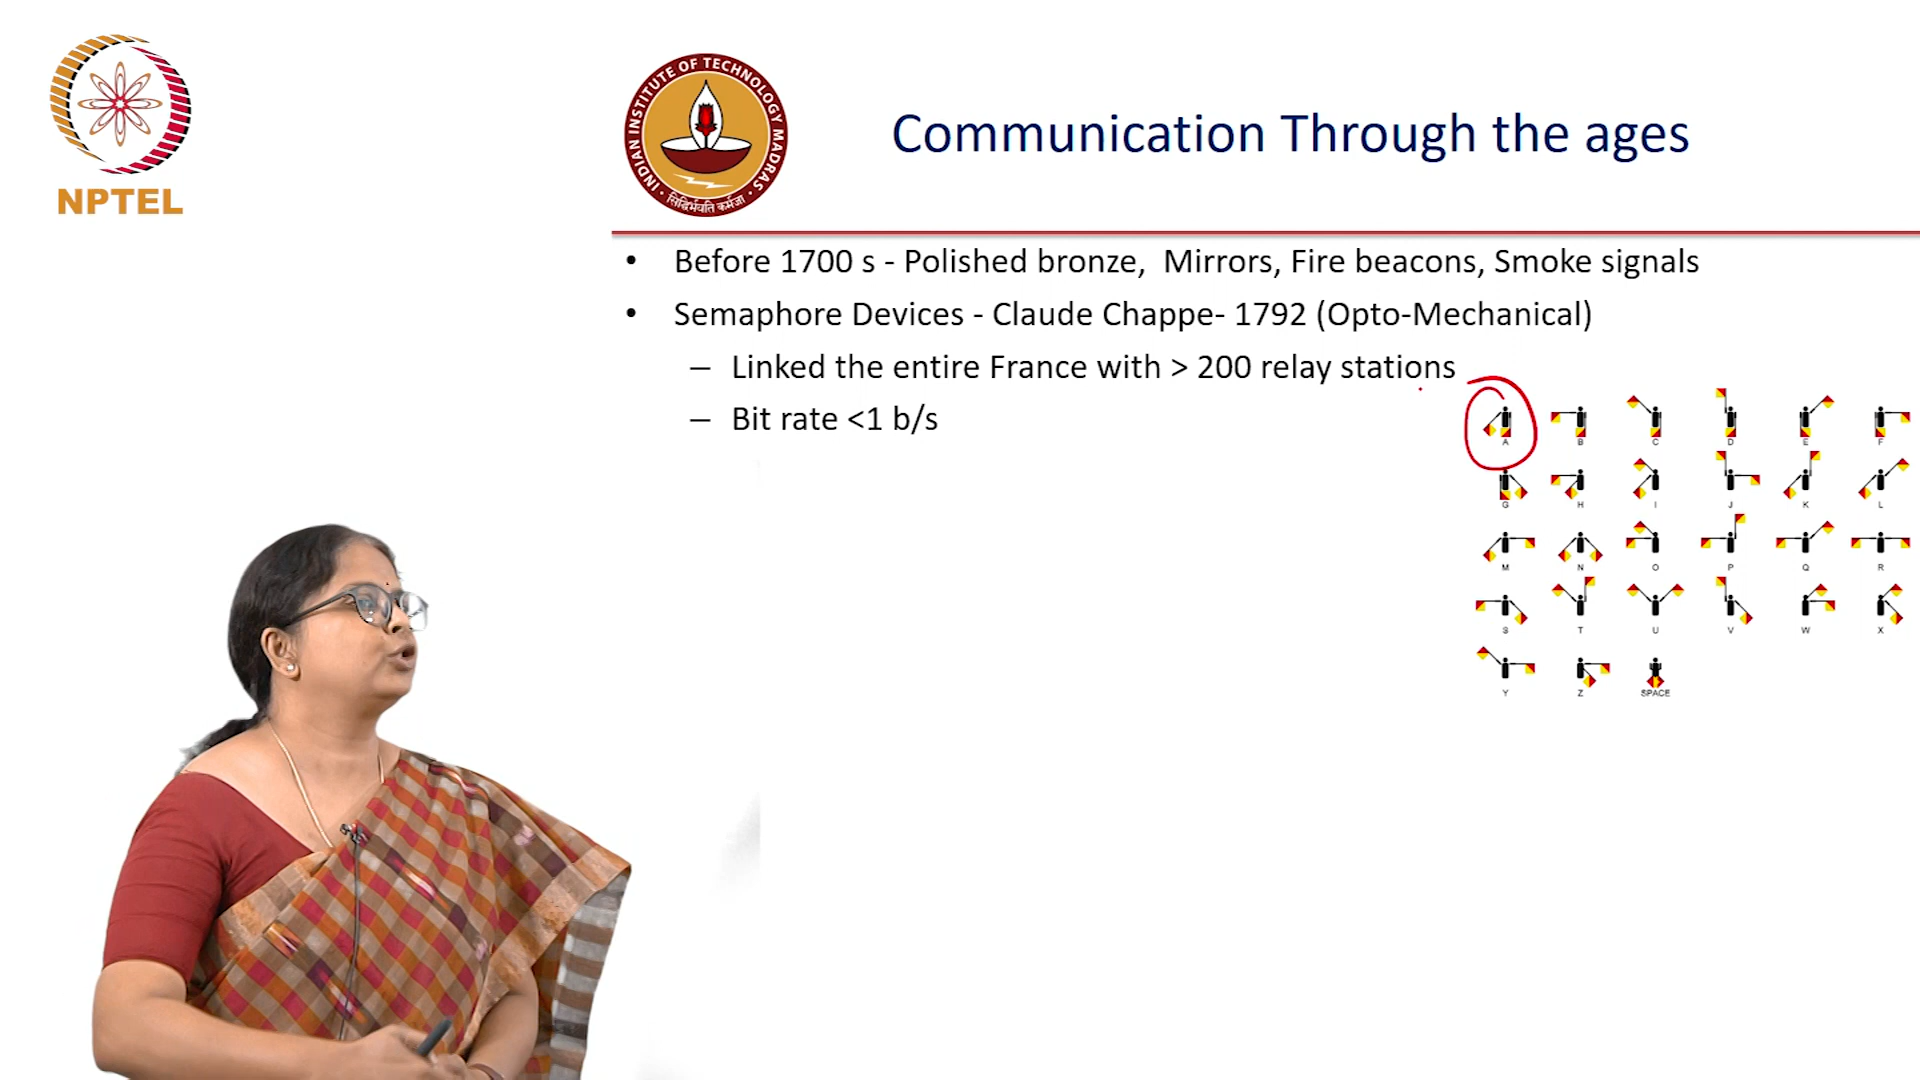 NPTEL
INDIAN INSTITUTE OF TECHNOLOGY MADRAS
सिद्धिर्भवति कर्मजा
Communication Through the ages
• Before 1700 s - Polished bronze, Mirrors, Fire beacons, Smoke signals
• Semaphore Devices - Claude Chappe- 1792 (Opto-Mechanical)
– Linked the entire France with > 200 relay stations
– Bit rate <1 b/s
A B C D E F
G H I J K L
M N O P Q R
S T U V W X
Y Z SPACE